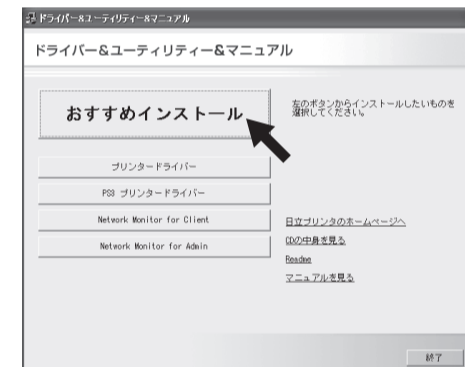 ドライバー&ユーティリティー&マニュアル
ドライバー&ユーティリティー&マニュアル
おすすめインストール
左のボタンからインストールしたいものを
選択してください。
プリンタードライバー
PS3 プリンタードライバー
Network Monitor for Client
Network Monitor for Admin
日立プリンタのホームページへ
CDの中身を見る
Readme
マニュアルを見る
終了